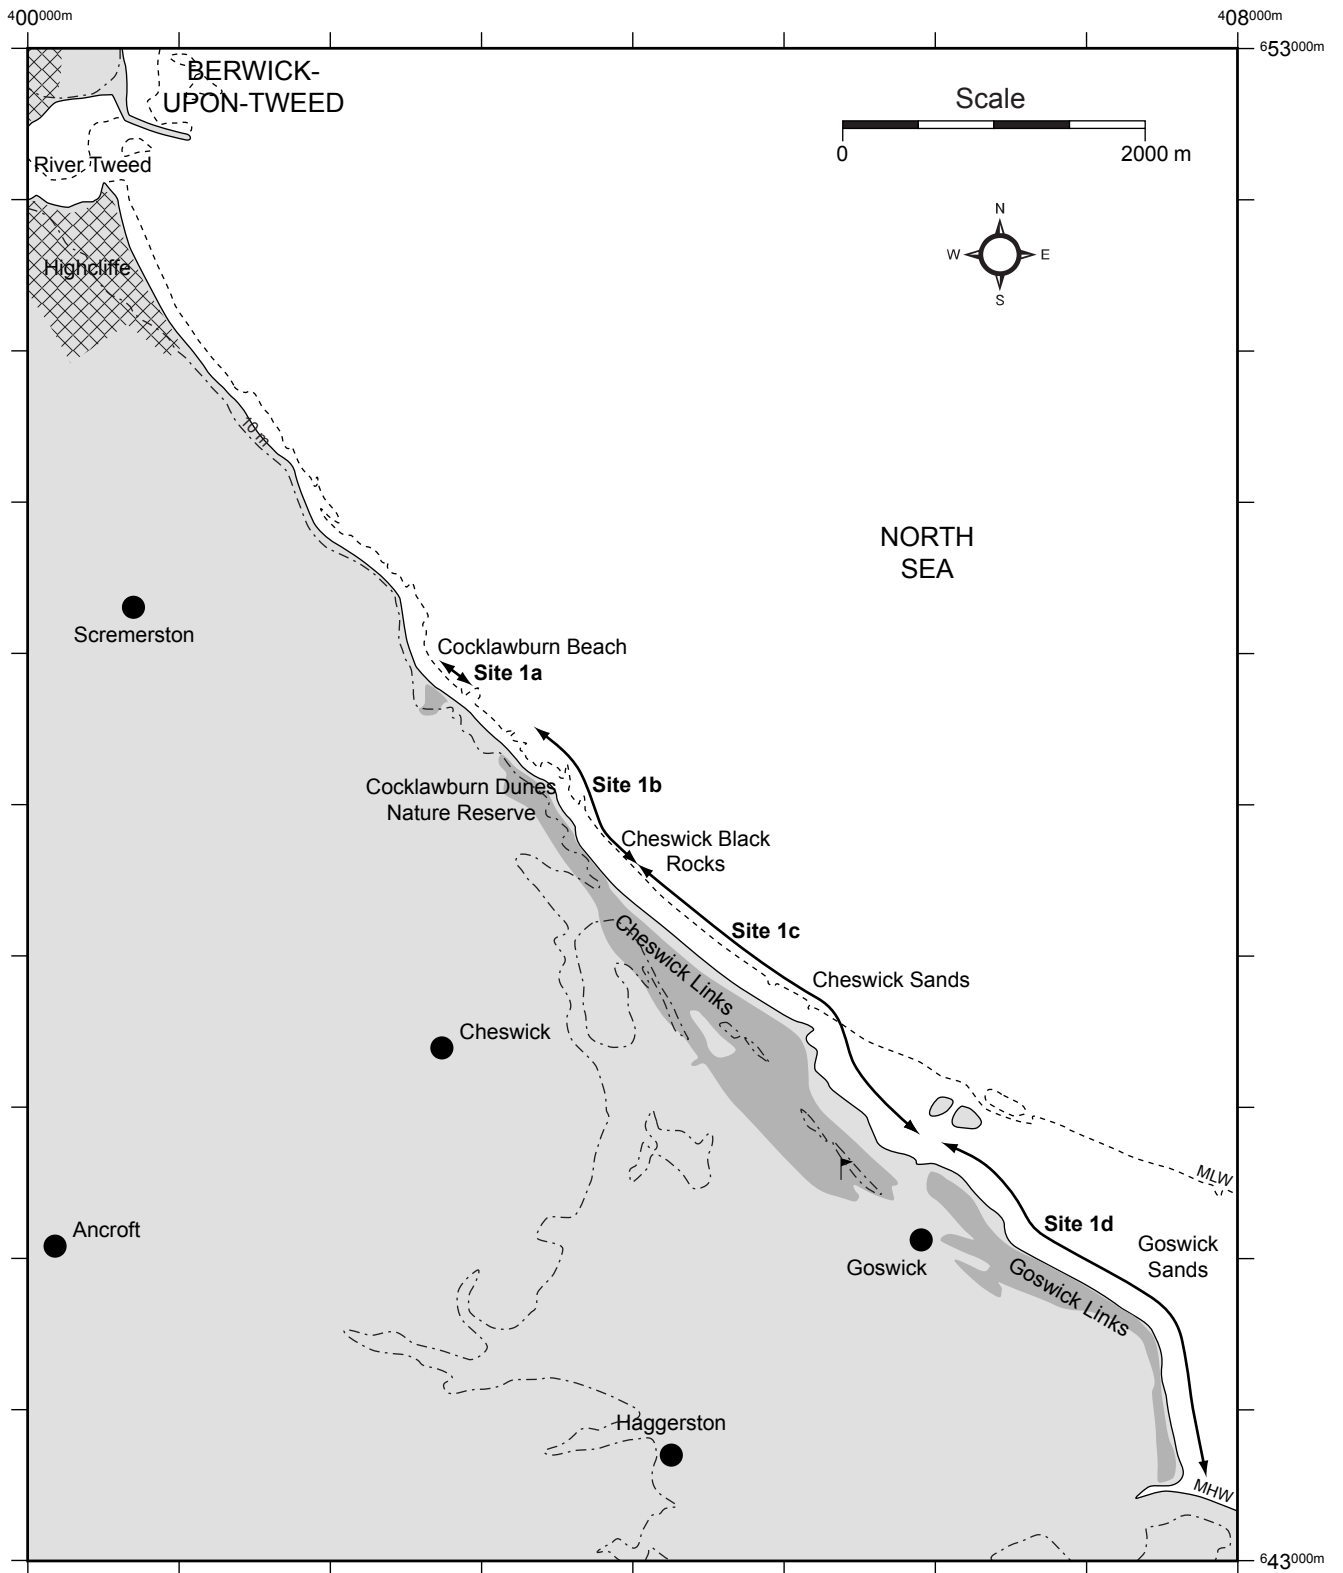 400000m
408000m
653000m
BERWICK-
UPON-TWEED
Scale
0
2000 m
River Tweed
N
W
E
S
Highcliffe
10 m
NORTH
SEA
Scremerston
Cocklawburn Beach
Site 1a
Site 1b
Cocklawburn Dunes
Nature Reserve
Cheswick Black
Rocks
Cheswick Links
Site 1c
Cheswick Sands
Cheswick
MLW
Ancroft
Site 1d
Goswick
Sands
Goswick
Goswick Links
Haggerston
MHW
643000m